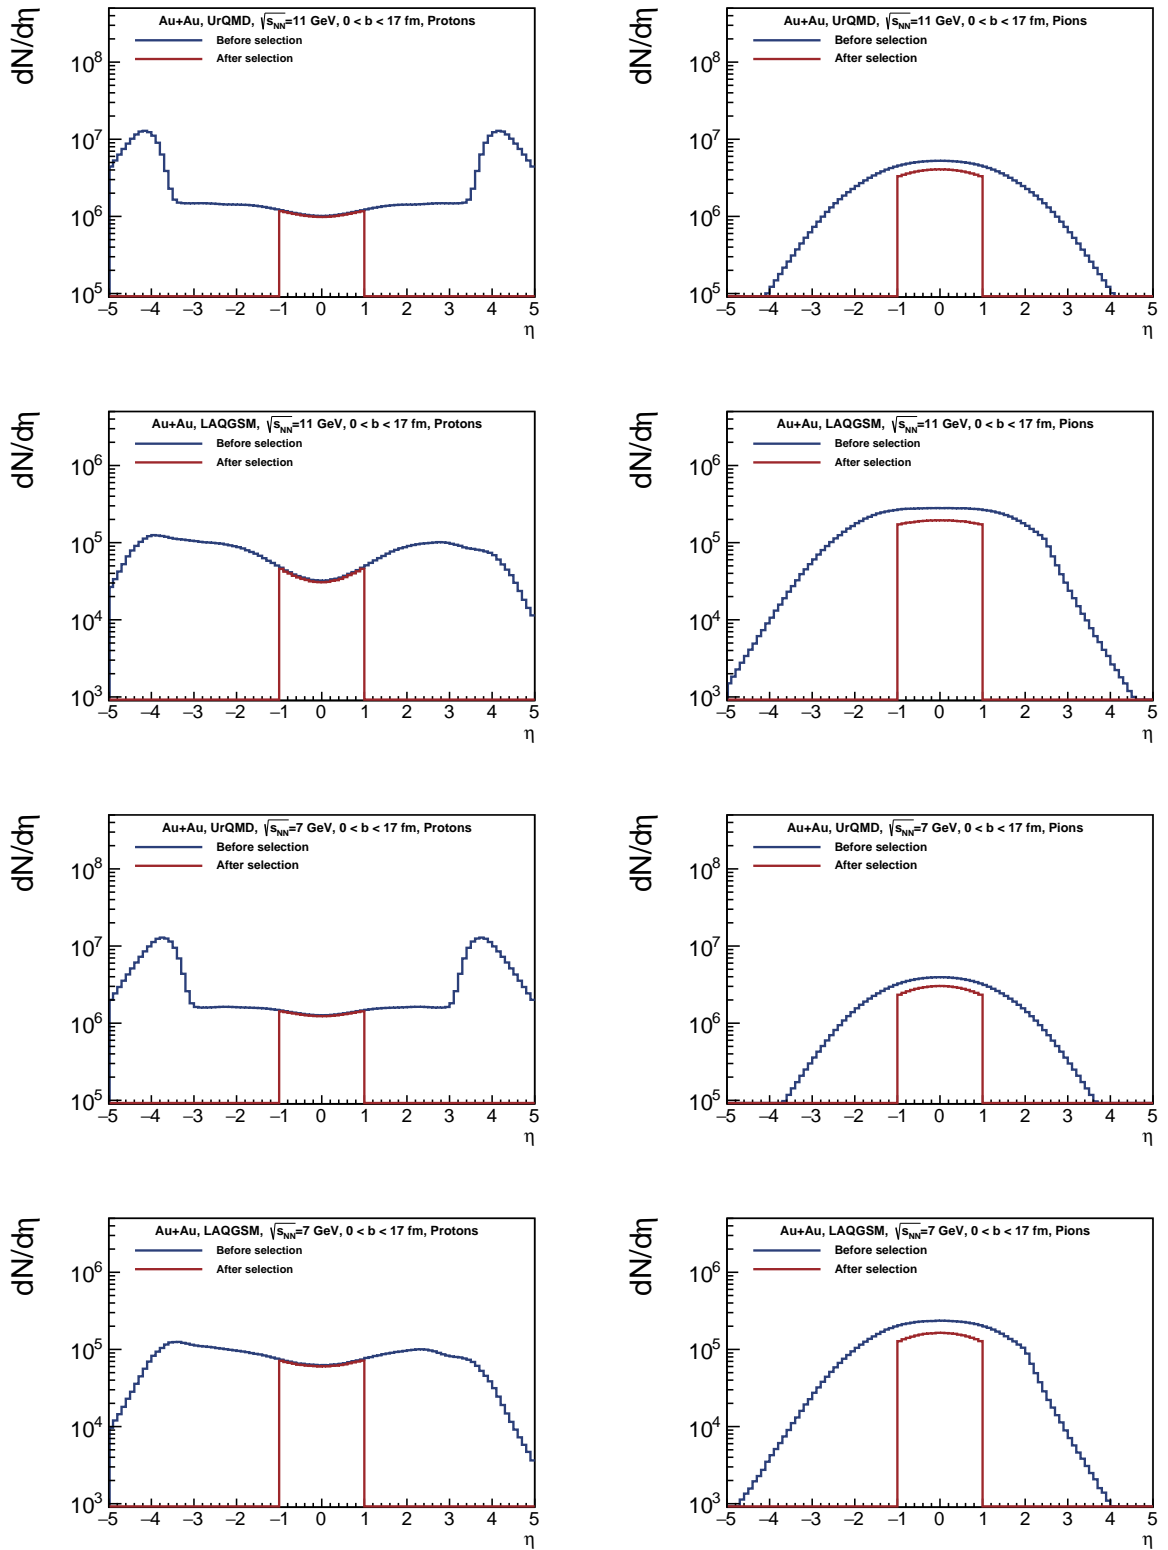 Au+Au, UrQMD, √s_NN=11 GeV, 0 < b < 17 fm, Protons
Before selection
After selection
dN/dη
10^8
10^7
10^6
10^5
−5 −4 −3 −2 −1 0 1 2 3 4 5
η
Au+Au, UrQMD, √s_NN=11 GeV, 0 < b < 17 fm, Pions
Before selection
After selection
dN/dη
10^8
10^7
10^6
10^5
−5 −4 −3 −2 −1 0 1 2 3 4 5
η
Au+Au, LAQGSM, √s_NN=11 GeV, 0 < b < 17 fm, Protons
Before selection
After selection
dN/dη
10^6
10^5
10^4
10^3
−5 −4 −3 −2 −1 0 1 2 3 4 5
η
Au+Au, LAQGSM, √s_NN=11 GeV, 0 < b < 17 fm, Pions
Before selection
After selection
dN/dη
10^6
10^5
10^4
10^3
−5 −4 −3 −2 −1 0 1 2 3 4 5
η
Au+Au, UrQMD, √s_NN=7 GeV, 0 < b < 17 fm, Protons
Before selection
After selection
dN/dη
10^8
10^7
10^6
10^5
−5 −4 −3 −2 −1 0 1 2 3 4 5
η
Au+Au, UrQMD, √s_NN=7 GeV, 0 < b < 17 fm, Pions
Before selection
After selection
dN/dη
10^8
10^7
10^6
10^5
−5 −4 −3 −2 −1 0 1 2 3 4 5
η
Au+Au, LAQGSM, √s_NN=7 GeV, 0 < b < 17 fm, Protons
Before selection
After selection
dN/dη
10^6
10^5
10^4
10^3
−5 −4 −3 −2 −1 0 1 2 3 4 5
η
Au+Au, LAQGSM, √s_NN=7 GeV, 0 < b < 17 fm, Pions
Before selection
After selection
dN/dη
10^6
10^5
10^4
10^3
−5 −4 −3 −2 −1 0 1 2 3 4 5
η